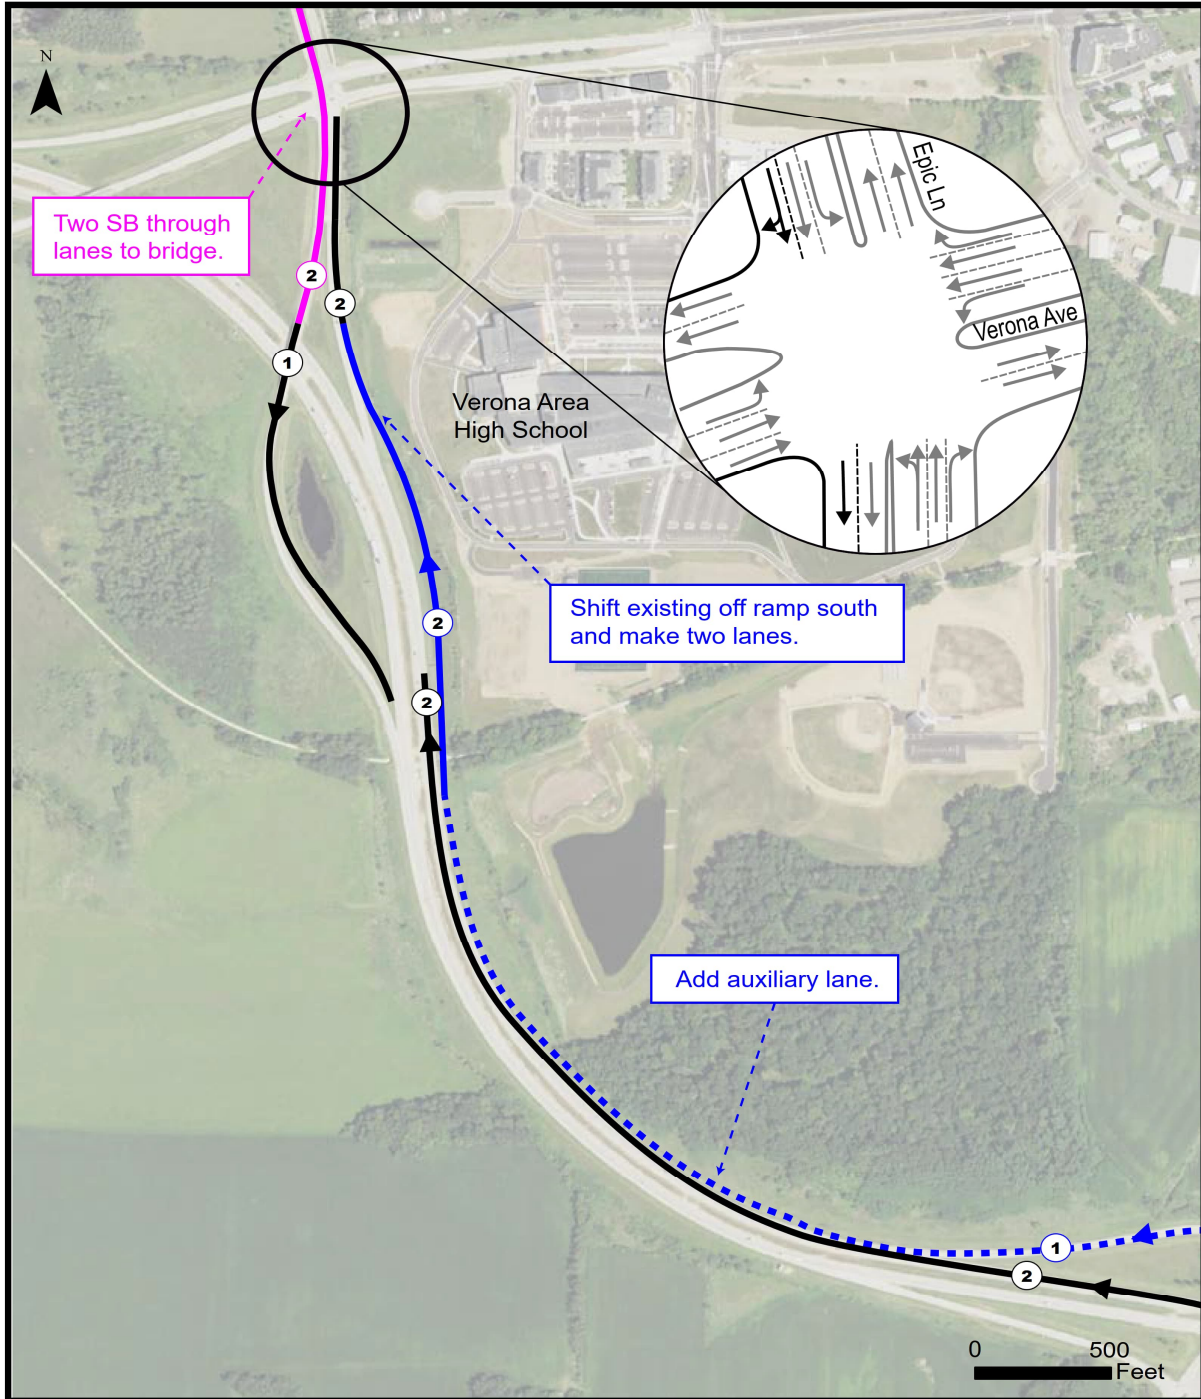 N
Two SB through
lanes to bridge.
Epic Ln
Verona Ave
2
2
1
Verona Area
High School
Shift existing off ramp south
and make two lanes.
2
2
Add auxiliary lane.
1
2
0 500
Feet